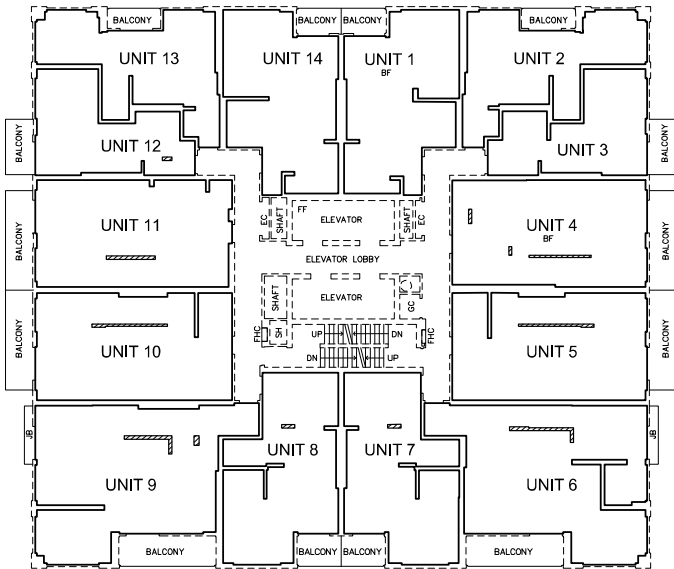 BALCONY
BALCONY
BALCONY
BALCONY
UNIT 13
UNIT 14
UNIT 1
BF
UNIT 2
BALCONY
UNIT 12
UNIT 3
BALCONY
BALCONY
UNIT 11
EC
SHAFT
FF
ELEVATOR
SHAFT
EC
UNIT 4
BF
BALCONY
ELEVATOR LOBBY
BALCONY
UNIT 10
SHAFT
ELEVATOR
GC
UNIT 5
BALCONY
FHC
SH
UP
DN
FHC
DN
UP
JB
UNIT 9
UNIT 8
UNIT 7
UNIT 6
JB
BALCONY
BALCONY
BALCONY
BALCONY